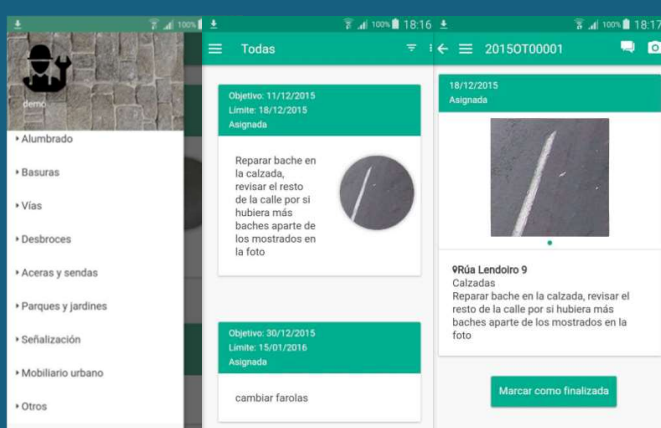 demo
Alumbrado
Basuras
Vías
Desbroces
Aceras y sendas
Parques y jardines
Señalización
Mobiliario urbano
Otros
100% 18:16
Todas
Objetivo: 11/12/2015
Limite: 18/12/2015
Asignada
Reparar bache en
la calzada,
revisar el resto
de la calle por si
hubiera más
baches aparte de
los mostrados en
la foto
Objetivo: 30/12/2015
Limite: 15/01/2016
Asignada
cambiar farolas
100% 18:17
2015OT00001
18/12/2015
Asignada
Rúa Lendoiro 9
Calzadas
Reparar bache en la calzada, revisar el
resto de la calle por si hubiera más
baches aparte de los mostrados en la
foto
Marcar como finalizada